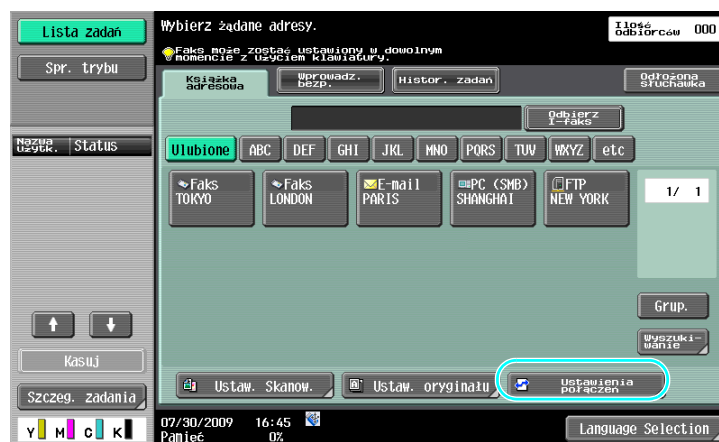 Lista zadań
Spr. trybu
Nazwa użytk.
Status
Kasuj
Szczeg. zadania
Y M C K
Wybierz żądane adresy.
Faks może zostać ustawiony w dowolnym
momencie z użyciem klawiatury.
Ilość
odbiorców
000
Książka
adresowa
Wprowadz.
bezp.
Histor. zadań
Odłożona
słuchawka
Odbierz
I-faks
Ulubione ABC DEF GHI JKL MNO PQRS TUV WXYZ etc
Faks
TOKYO
Faks
LONDON
E-mail
PARIS
PC (SMB)
SHANGHAI
FTP
NEW YORK
1/ 1
Grup.
Wyszuki-
wanie
Ustaw. Skanow.
Ustaw. oryginału
Ustawienia
połączeń
07/30/2009 16:45
Pamięć 0%
Language Selection